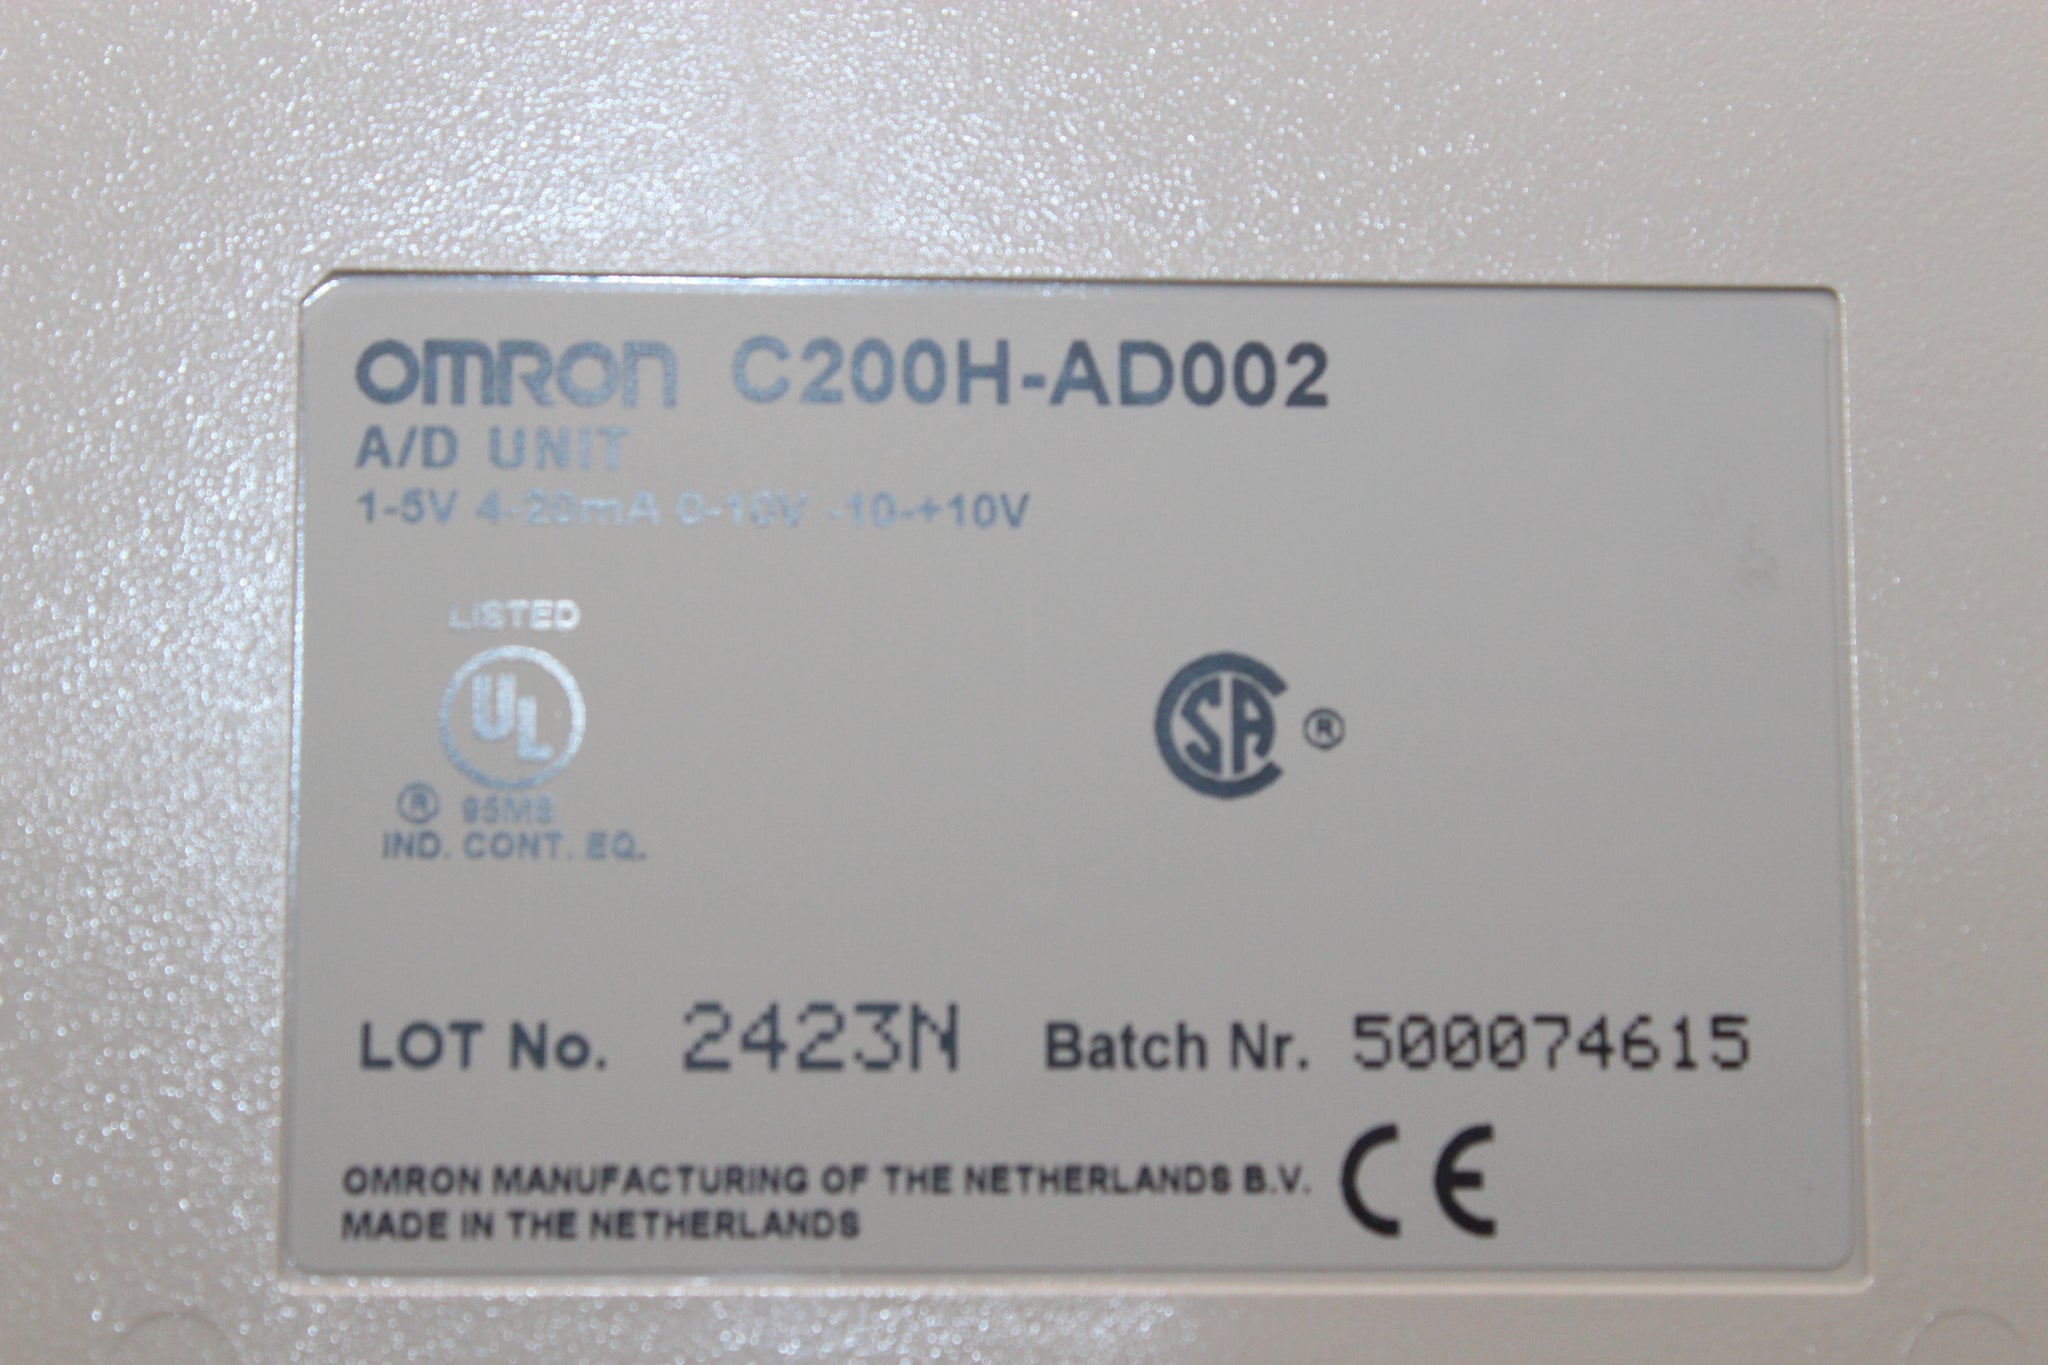 OMRON C200H-AD002
A/D UNIT
1-5V 4-20mA 0-10V -10-+10V
LISTED
UL
® 95M8
IND. CONT. EQ.
CSA ®
LOT No. 2423N Batch Nr. 500074615
OMRON MANUFACTURING OF THE NETHERLANDS B.V.
MADE IN THE NETHERLANDS
CE